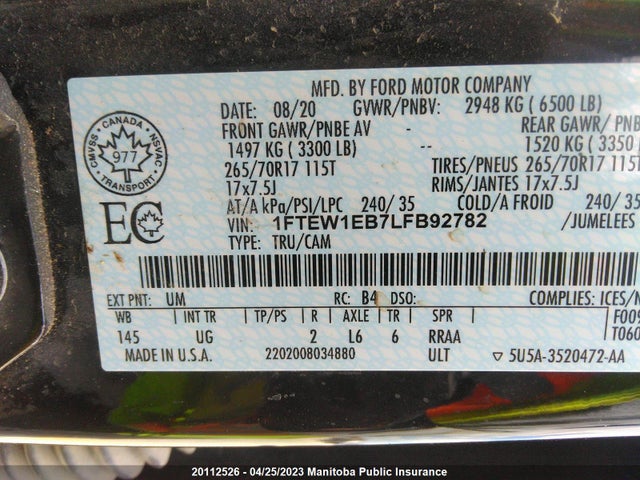 MFD. BY FORD MOTOR COMPANY
DATE: 08/20 GVWR/PNBV: 2948 KG ( 6500 LB)
FRONT GAWR/PNBE AV - REAR GAWR/ PNB
1497 KG ( 3300 LB) - 1520 KG ( 3350
265/70R17 115T TIRES/PNEUS 265/70R17 115T
17x7.5J RIMS/JANTES 17x7.5J
AT/A kPa/PSI/LPC 240/ 35 COLD/A FROID 240/ 35
VIN: 1FTEW1EB7LFB92782 /JUMELEES
TYPE: TRU/CAM
CANADA
CMVSS NSVAC
977
TRANSPORT
EC
EXT PNT: UM RC: B4 DSO: COMPLIES: ICES/N
WB INT TR TP/PS R AXLE TR SPR F009
145 UG 2 L6 6 RRAA T060
MADE IN U.S.A. 2202008034880 ULT 5U5A-3520472-AA
20112526 - 04/25/2023 Manitoba Public Insurance